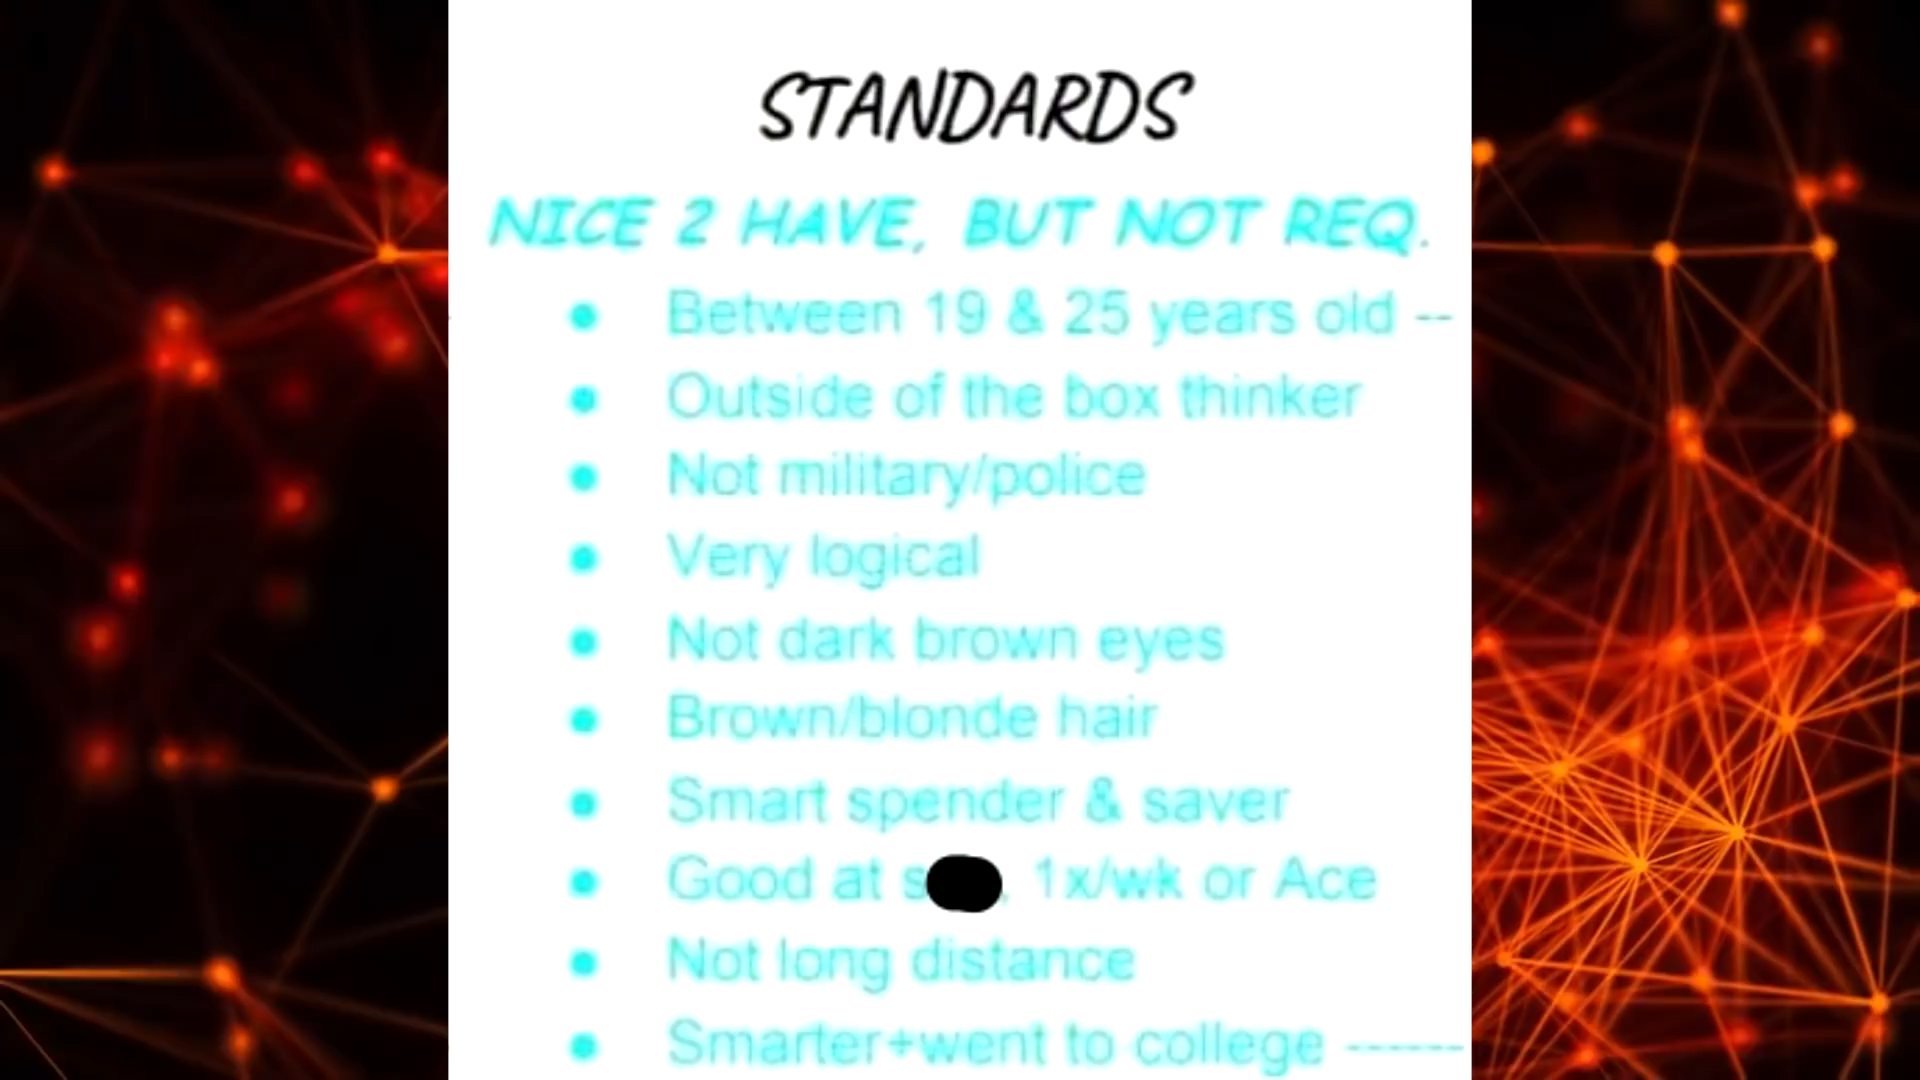 STANDARDS
NICE 2 HAVE, BUT NOT REQ.
● Between 19 & 25 years old --
● Outside of the box thinker
● Not military/police
● Very logical
● Not dark brown eyes
● Brown/blonde hair
● Smart spender & saver
● Good at 1x/wk or Ace
● Not long distance
● Smarter+went to college ------